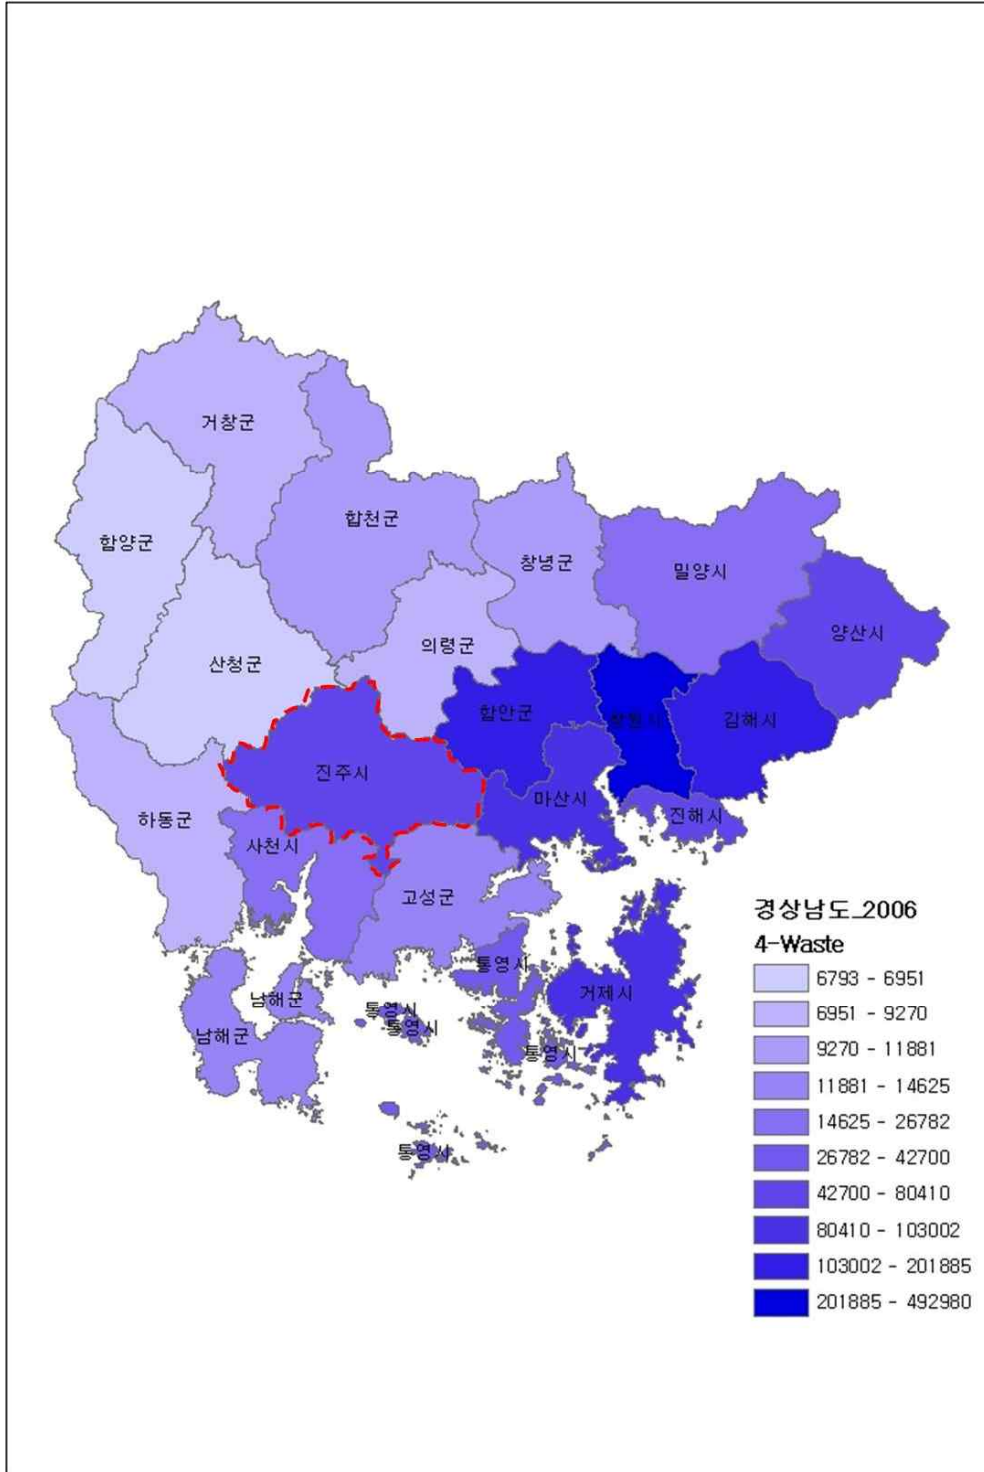 거창군
함양군
합천군
창녕군
밀양시
양산시
산청군
의령군
함안군
창원시
김해시
진주시
마산시
진해시
하동군
사천시
고성군
통영시
거제시
남해군
통영시
통영시
남해군
통영시
통영시
경상남도_2006
4-Waste
6793 - 6951
6951 - 9270
9270 - 11881
11881 - 14625
14625 - 26782
26782 - 42700
42700 - 80410
80410 - 103002
103002 - 201885
201885 - 492980